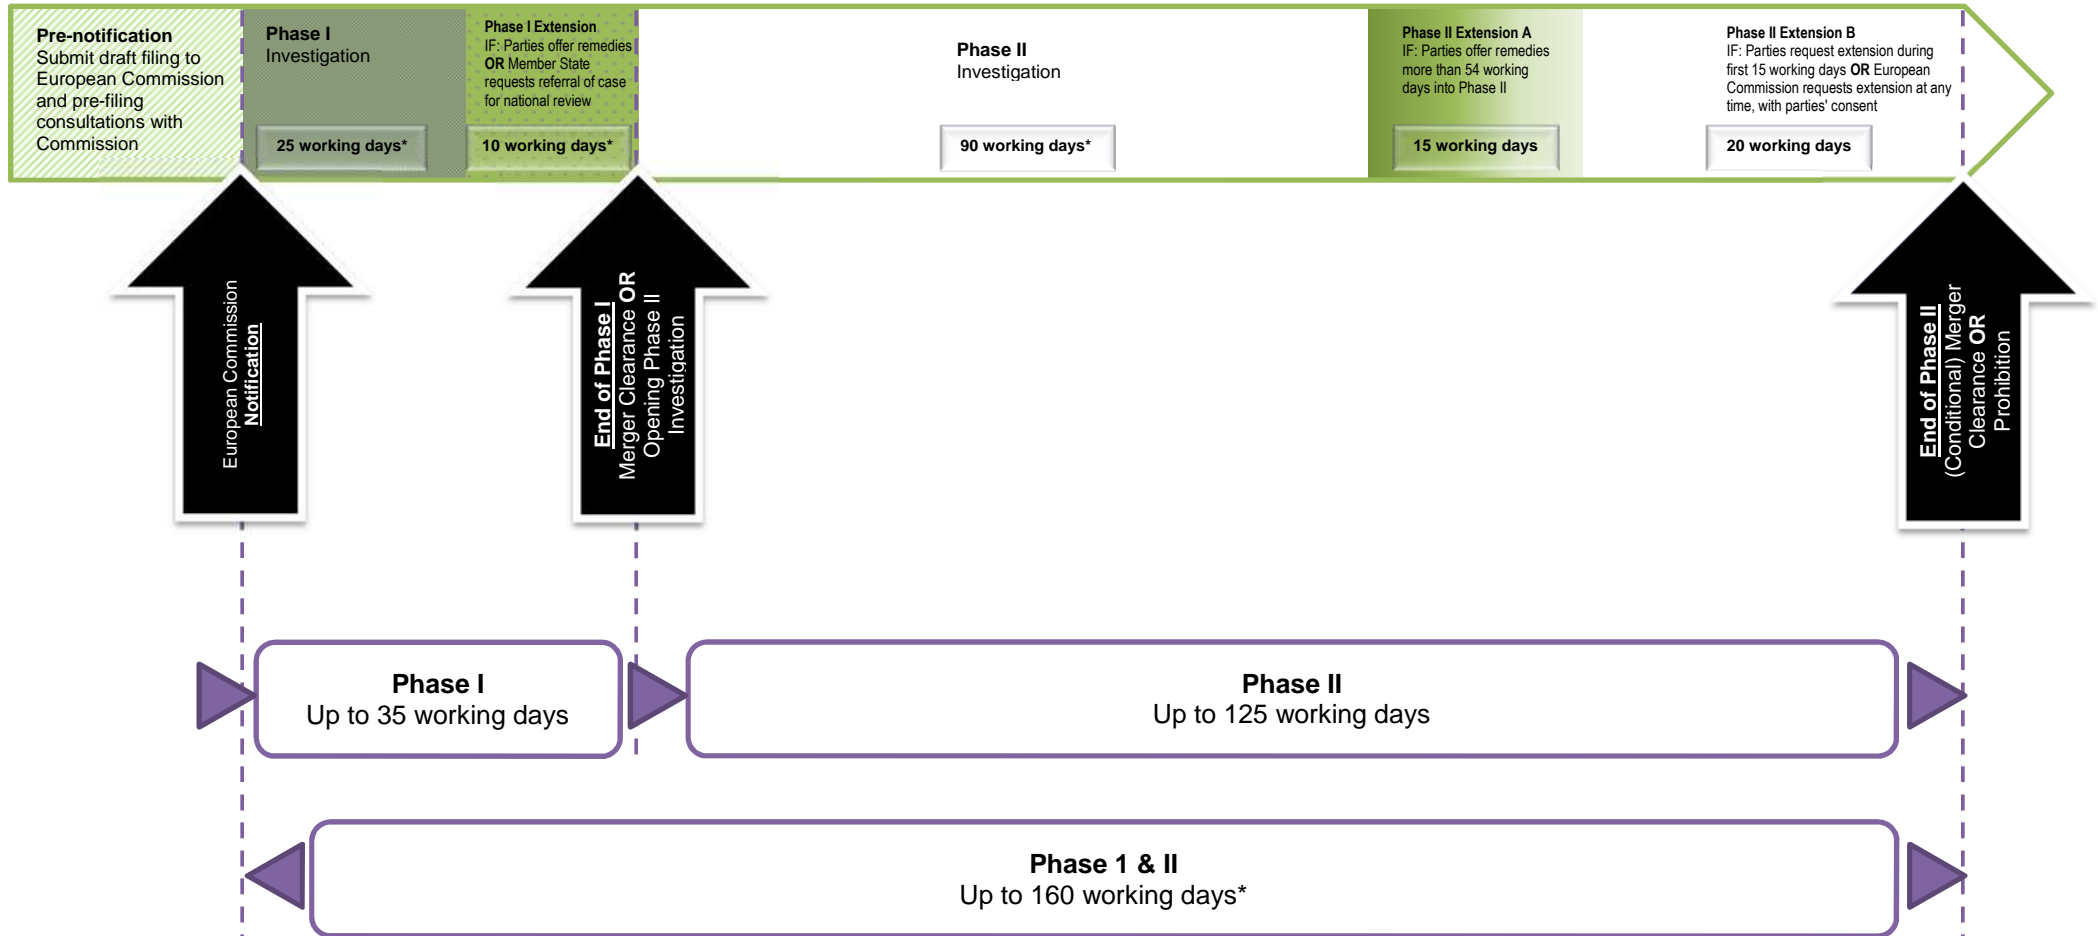 Pre-notification
Submit draft filing to
European Commission
and pre-filing
consultations with
Commission
Phase I
Investigation
25 working days*
Phase I Extension
IF: Parties offer remedies
OR Member State
requests referral of case
for national review
10 working days*
Phase II
Investigation
90 working days*
Phase II Extension A
IF: Parties offer remedies
more than 54 working
days into Phase II
15 working days
Phase II Extension B
IF: Parties request extension during
first 15 working days OR European
Commission requests extension at any
time, with parties' consent
20 working days
European Commission
Notification
End of Phase I
Merger Clearance OR
Opening Phase II
Investigation
End of Phase II
(Conditional) Merger
Clearance OR
Prohibition
Phase I
Up to 35 working days
Phase II
Up to 125 working days
Phase 1 & II
Up to 160 working days*